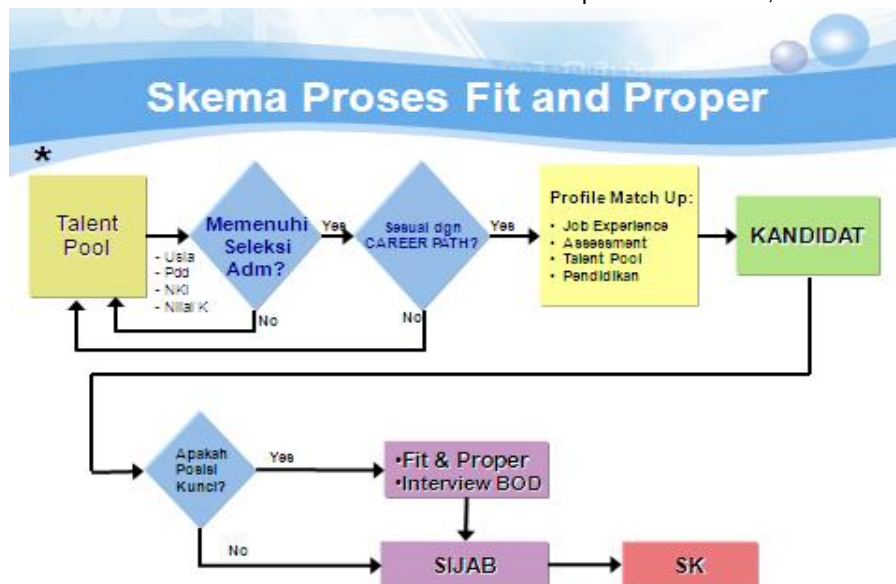 Skema Proses Fit and Proper
*
Talent
Pool
- Usia
- Pdd
- NKI
- Nilai K
Memenuhi
Seleksi
Adm?
Yes
No
Sesuai dgn
CAREER PATH?
Yes
No
Profile Match Up:
• Job Experience
• Assessment
• Talent Pool
• Pendidikan
KANDIDAT
Apakah
Posisi
Kunci?
Yes
No
•Fit & Proper
•Interview BOD
SIJAB
SK